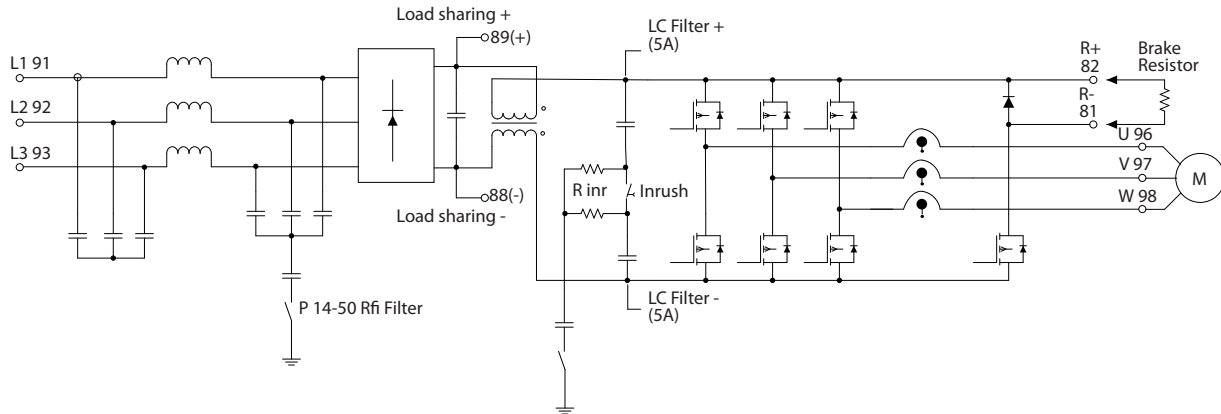 Load sharing +
89(+)
LC Filter +
(5A)
L1 91
L2 92
L3 93
R+
82
Brake
Resistor
R-
81
U 96
V 97
W 98
M
R inr
Inrush
88(-)
Load sharing -
P 14-50 Rfi Filter
LC Filter -
(5A)